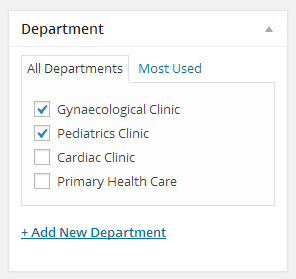 Department
All Departments Most Used
Gynaecological Clinic
Pediatrics Clinic
Cardiac Clinic
Primary Health Care
+ Add New Department